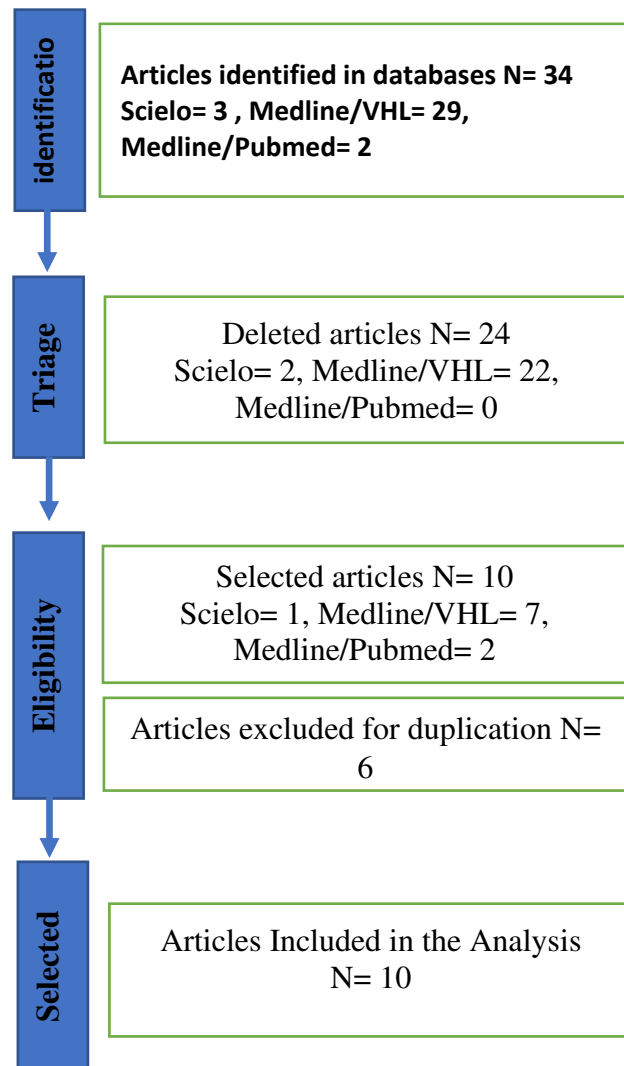 identificatio
Articles identified in databases N= 34
Scielo= 3 , Medline/VHL= 29,
Medline/Pubmed= 2
Triage
Deleted articles N= 24
Scielo= 2, Medline/VHL= 22,
Medline/Pubmed= 0
Eligibility
Selected articles N= 10
Scielo= 1, Medline/VHL= 7,
Medline/Pubmed= 2
Articles excluded for duplication N=
6
Selected
Articles Included in the Analysis
N= 10